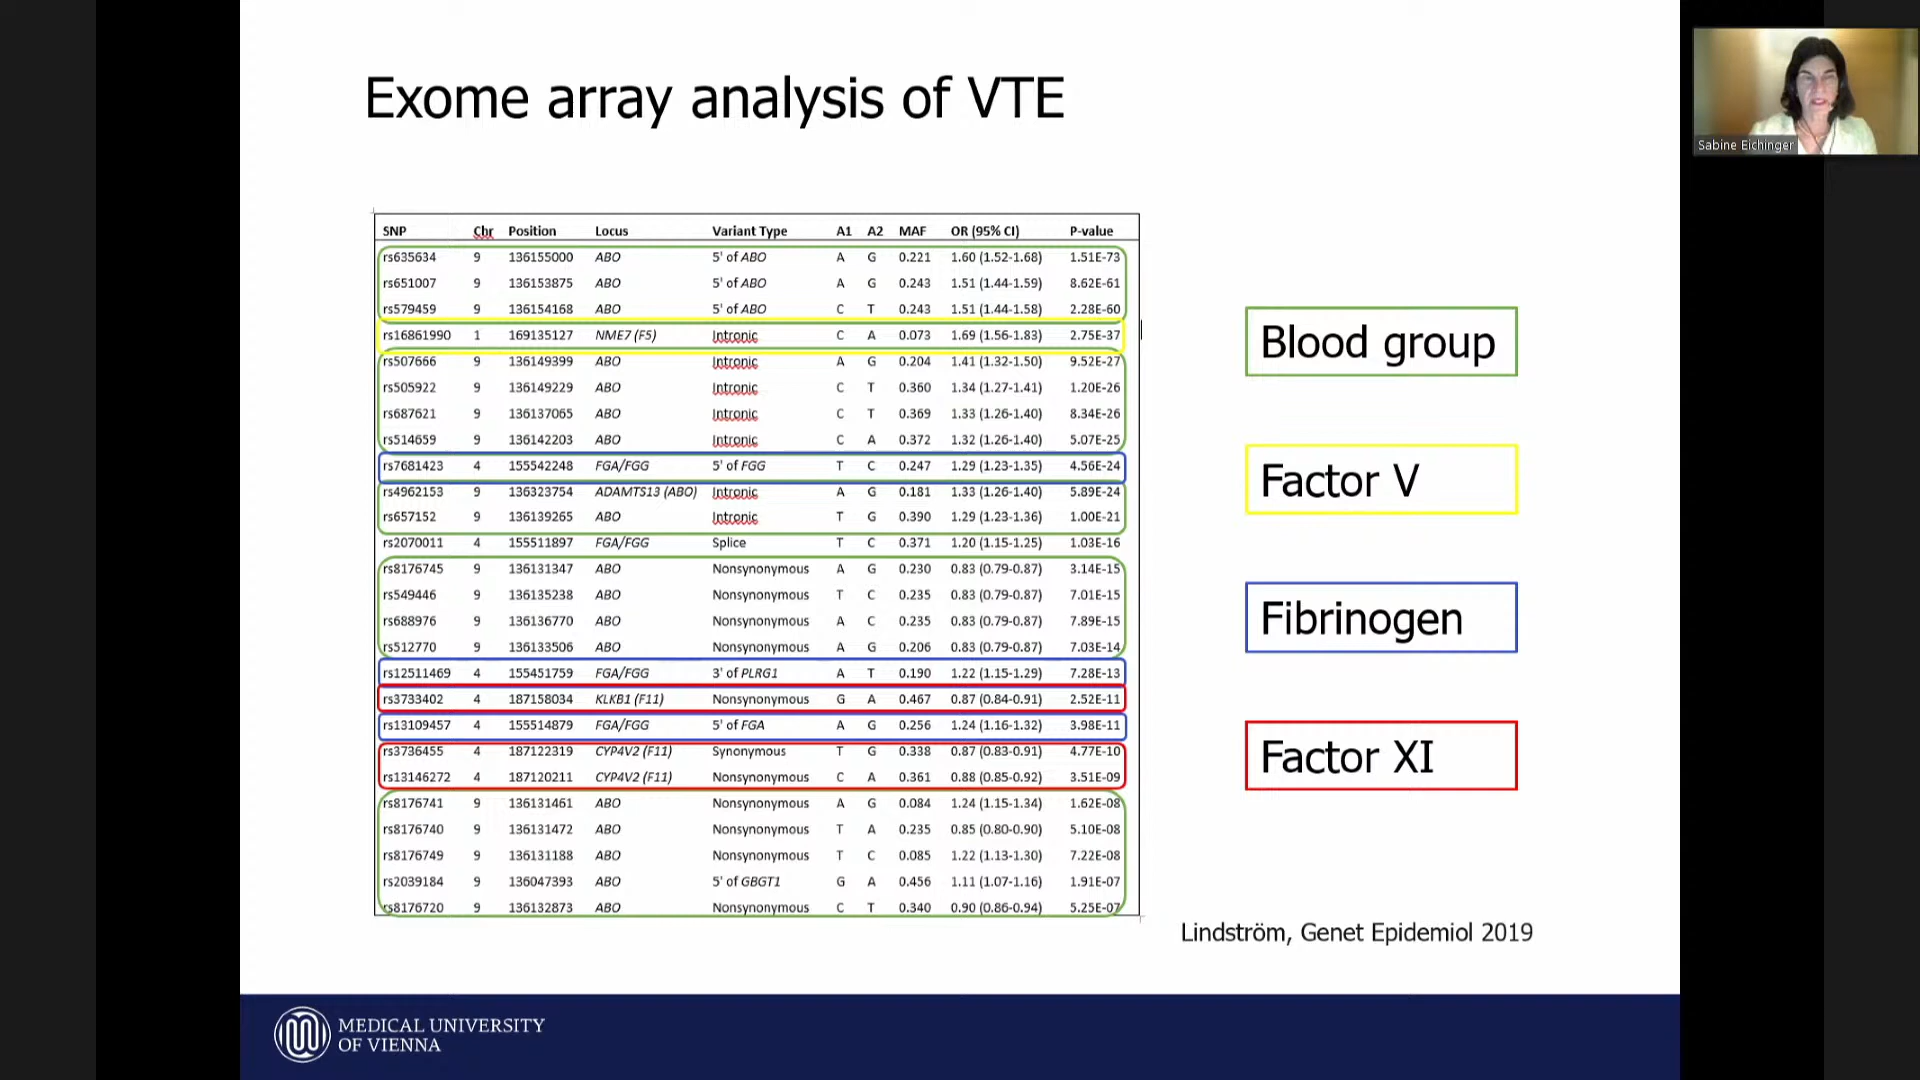 Exome array analysis of VTE
Sabine Eichinger
SNP Chr Position Locus Variant Type A1 A2 MAF OR (95% CI) P-value
rs635634 9 136155000 ABO 5' of ABO A G 0.221 1.60 (1.52-1.68) 1.51E-73
rs651007 9 136153875 ABO 5' of ABO A G 0.243 1.51 (1.44-1.59) 8.62E-61
rs579459 9 136154168 ABO 5' of ABO C T 0.243 1.51 (1.44-1.58) 2.28E-60
rs16861990 1 169135127 NME7 (F5) Intronic C A 0.073 1.69 (1.56-1.83) 2.75E-37
rs507666 9 136149399 ABO Intronic A G 0.204 1.41 (1.32-1.50) 9.52E-27
rs505922 9 136149229 ABO Intronic C T 0.360 1.34 (1.27-1.41) 1.20E-26
rs687621 9 136137065 ABO Intronic C T 0.369 1.33 (1.26-1.40) 8.34E-26
rs514659 9 136142203 ABO Intronic C A 0.372 1.32 (1.26-1.40) 5.07E-25
rs7681423 4 155542248 FGA/FGG 5' of FGG T C 0.247 1.29 (1.23-1.35) 4.56E-24
rs4962153 9 136323754 ADAMTS13 (ABO) Intronic A G 0.181 1.33 (1.26-1.40) 5.89E-24
rs657152 9 136139265 ABO Intronic T G 0.390 1.29 (1.23-1.36) 1.00E-21
rs2070011 4 155511897 FGA/FGG Splice T C 0.371 1.20 (1.15-1.25) 1.03E-16
rs8176745 9 136131347 ABO Nonsynonymous A G 0.230 0.83 (0.79-0.87) 3.14E-15
rs549446 9 136135238 ABO Nonsynonymous T C 0.235 0.83 (0.79-0.87) 7.01E-15
rs688976 9 136136770 ABO Nonsynonymous A C 0.235 0.83 (0.79-0.87) 7.89E-15
rs512770 9 136133506 ABO Nonsynonymous A G 0.206 0.83 (0.79-0.87) 7.03E-14
rs12511469 4 155451759 FGA/FGG 3' of PLRG1 A T 0.190 1.22 (1.15-1.29) 7.28E-13
rs3733402 4 187158034 KLKB1 (F11) Nonsynonymous G A 0.467 0.87 (0.84-0.91) 2.52E-11
rs13109457 4 155514879 FGA/FGG 5' of FGA A G 0.256 1.24 (1.16-1.32) 3.98E-11
rs3736455 4 187122319 CYP4V2 (F11) Synonymous T G 0.338 0.87 (0.83-0.91) 4.77E-10
rs13146272 4 187120211 CYP4V2 (F11) Nonsynonymous C A 0.361 0.88 (0.85-0.92) 3.51E-09
rs8176741 9 136131461 ABO Nonsynonymous A G 0.084 1.24 (1.15-1.34) 1.62E-08
rs8176740 9 136131472 ABO Nonsynonymous T A 0.235 0.85 (0.80-0.90) 5.10E-08
rs8176749 9 136131188 ABO Nonsynonymous T C 0.085 1.22 (1.13-1.30) 7.22E-08
rs2039184 9 136047393 ABO 5' of GBGT1 G A 0.456 1.11 (1.07-1.16) 1.91E-07
rs8176720 9 136132873 ABO Nonsynonymous C T 0.340 0.90 (0.86-0.94) 5.25E-07
Blood group
Factor V
Fibrinogen
Factor XI
Lindström, Genet Epidemiol 2019
MEDICAL UNIVERSITY
OF VIENNA